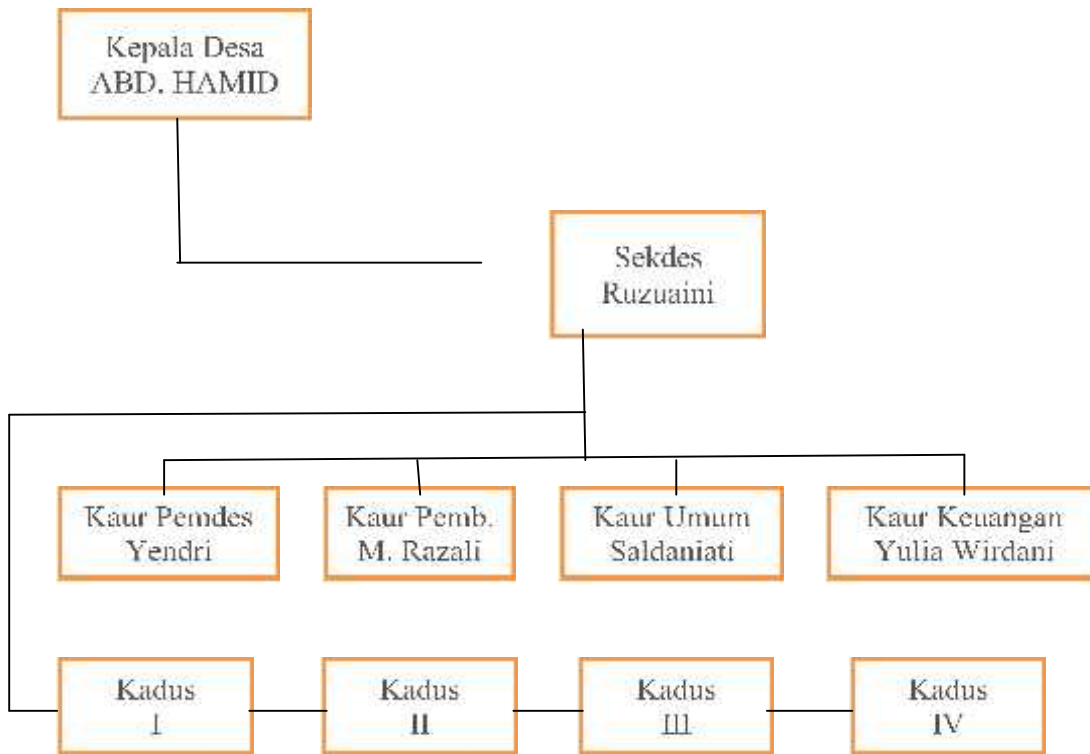 Kepala Desa
ABD. HAMID
Sekdes
Ruzuaini
Kaur Pemdes
Yendri
Kaur Pemb.
M. Razali
Kaur Umum
Saldaniati
Kaur Keuangan
Yulia Wirdani
Kadus
I
Kadus
II
Kadus
III
Kadus
IV